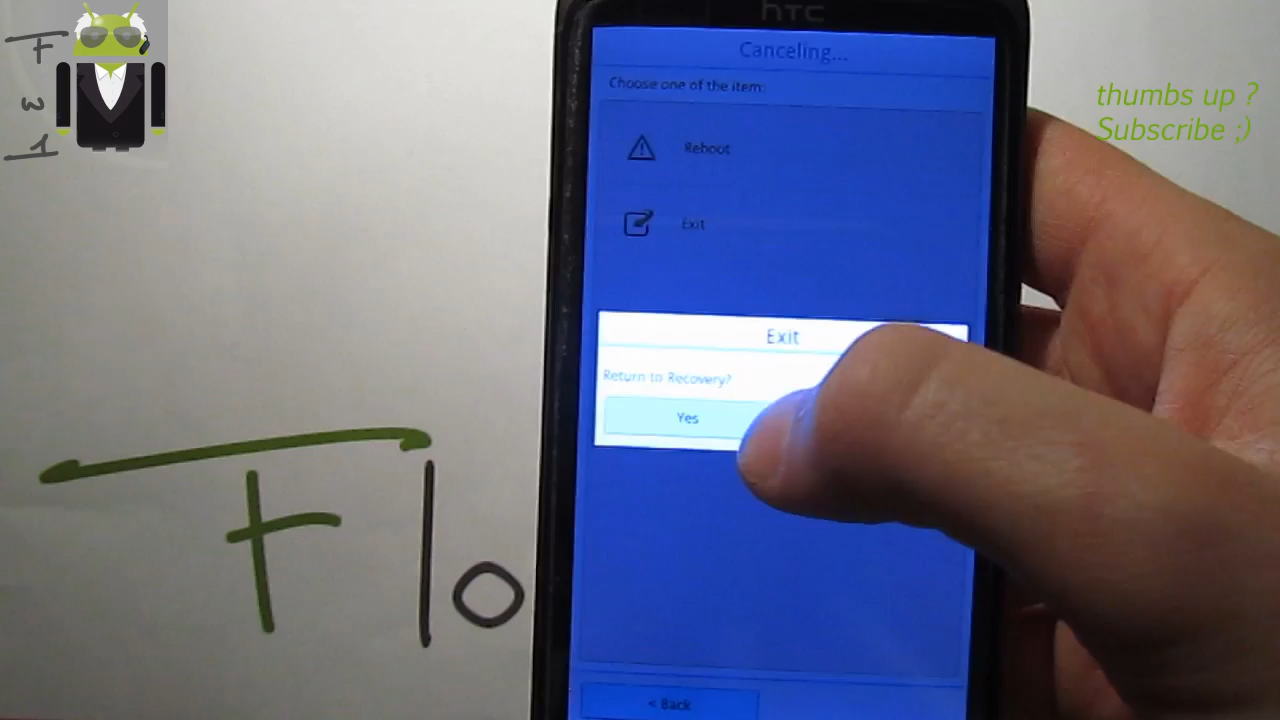 F
3
1
hTC
Canceling...
Choose one of the item:
Reboot
Exit
Exit
Return to Recovery?
Yes
< Back
thumbs up ?
Subscribe ;)
Flo